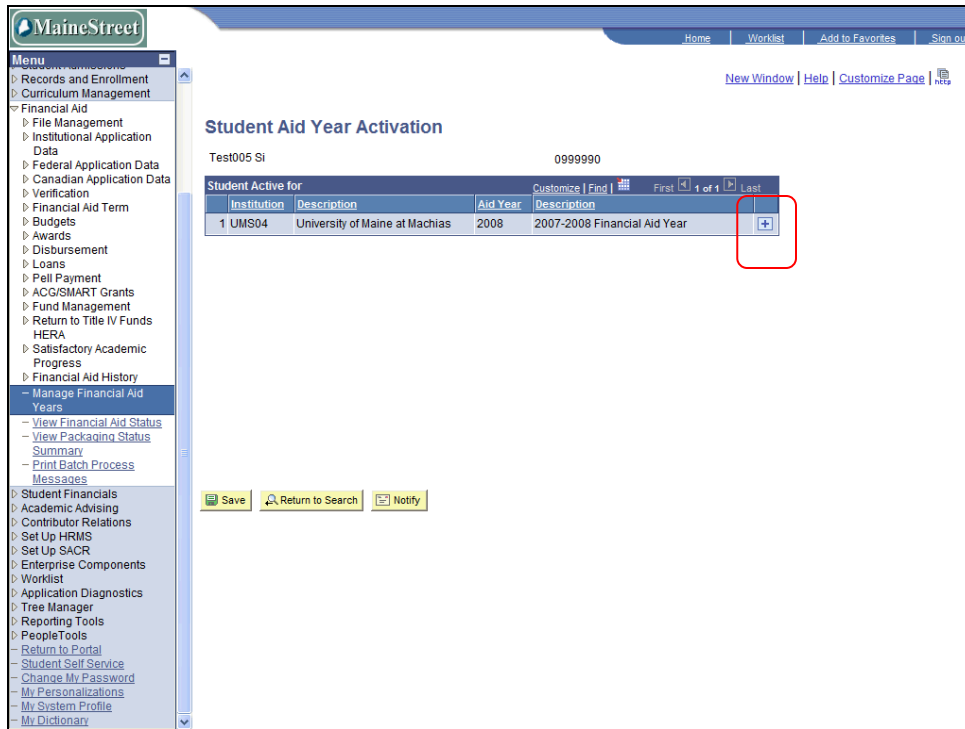 MaineStreet
Home Worklist Add to Favorites Sign ou
Menu
Records and Enrollment
Curriculum Management
Financial Aid
File Management
Institutional Application
Data
Federal Application Data
Canadian Application Data
Verification
Financial Aid Term
Budgets
Awards
Disbursement
Loans
Pell Payment
ACG/SMART Grants
Fund Management
Return to Title IV Funds
HERA
Satisfactory Academic
Progress
Financial Aid History
Manage Financial Aid
Years
View Financial Aid Status
View Packaging Status
Summary
Print Batch Process
Messages
Student Financials
Academic Advising
Contributor Relations
Set Up HRMS
Set Up SACR
Enterprise Components
Worklist
Application Diagnostics
Tree Manager
Reporting Tools
PeopleTools
Return to Portal
Student Self Service
Change My Password
My Personalizations
My System Profile
My Dictionary
New Window | Help | Customize Page | http
Student Aid Year Activation
Test005 Si 0999990
Student Active for Customize | Find | First 1 of 1 Last
Institution Description Aid Year Description
1 UMS04 University of Maine at Machias 2008 2007-2008 Financial Aid Year
Save Return to Search Notify